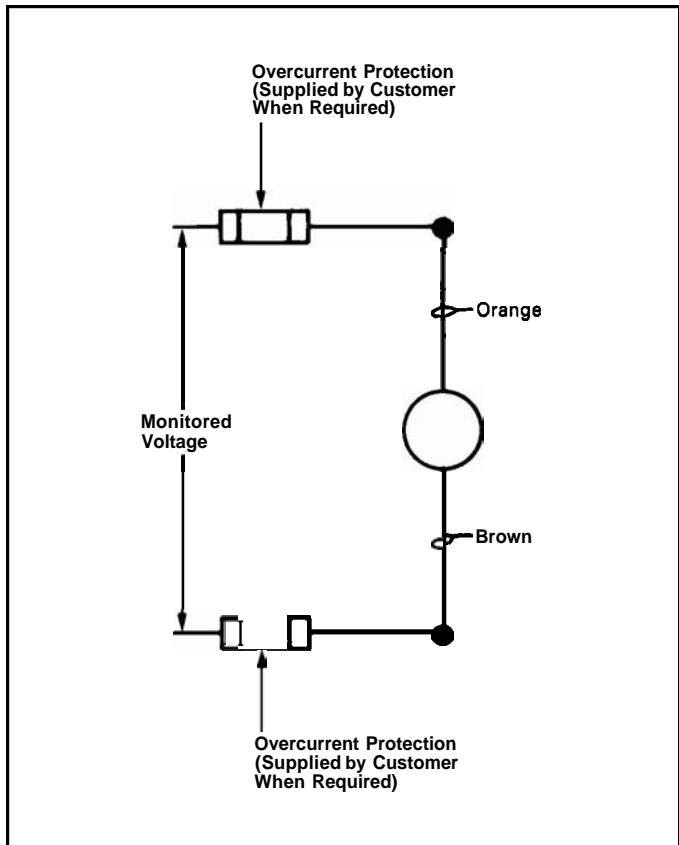 Overcurrent Protection
(Supplied by Customer
When Required)
Orange
Monitored
Voltage
Brown
Overcurrent Protection
(Supplied by Customer
When Required)